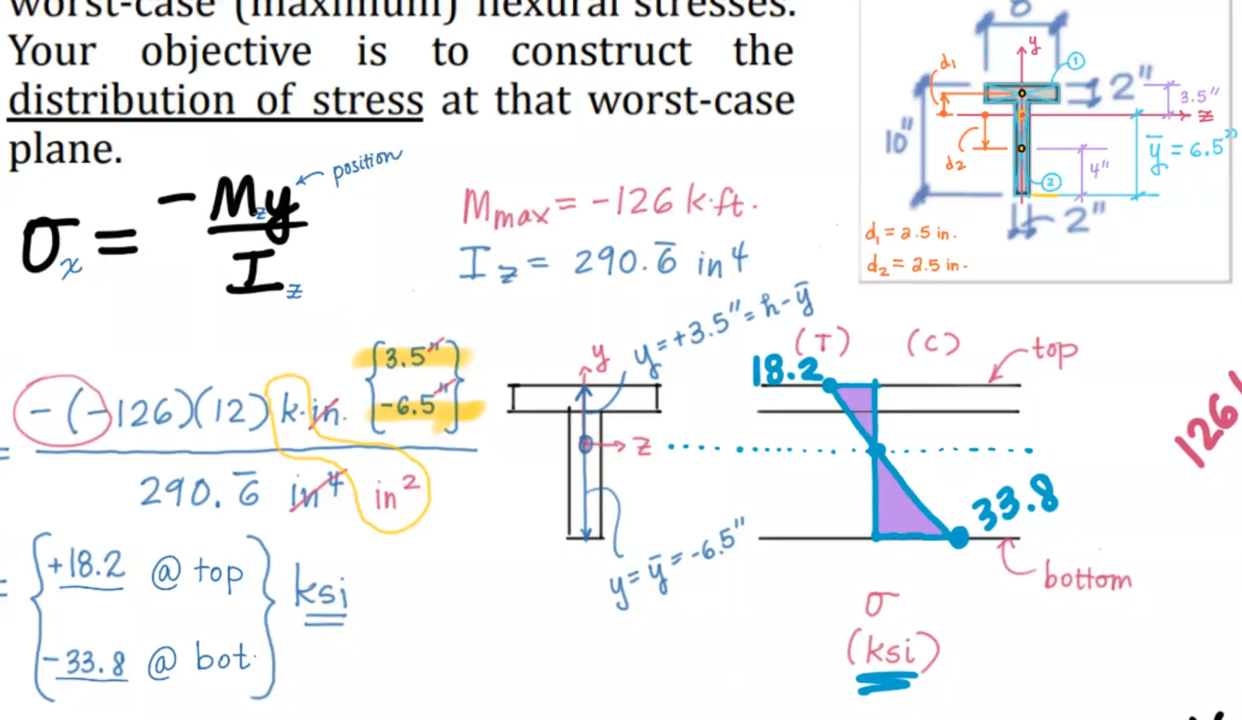 worst-case (maximum) flexural stresses.
Your objective is to construct the
distribution of stress at that worst-case
plane.
σx = -Mzy/Iz
position
Mmax = -126 k·ft.
Iz = 290.6̅ in4
8"
y
1
d1
2"
3.5"
z
10"
d2
4"
ȳ = 6.5"
2
2"
d1 = 2.5 in.
d2 = 2.5 in.
= -(-126)(12) k·in. {3.5"
-6.5"}
290.6̅ in4 in2
= {+18.2 @ top
-33.8 @ bot.} ksi
y
y=+3.5"=h-ȳ
z
y=ȳ=-6.5"
(T) (C)
18.2
top
33.8
bottom
σ
(ksi)
126